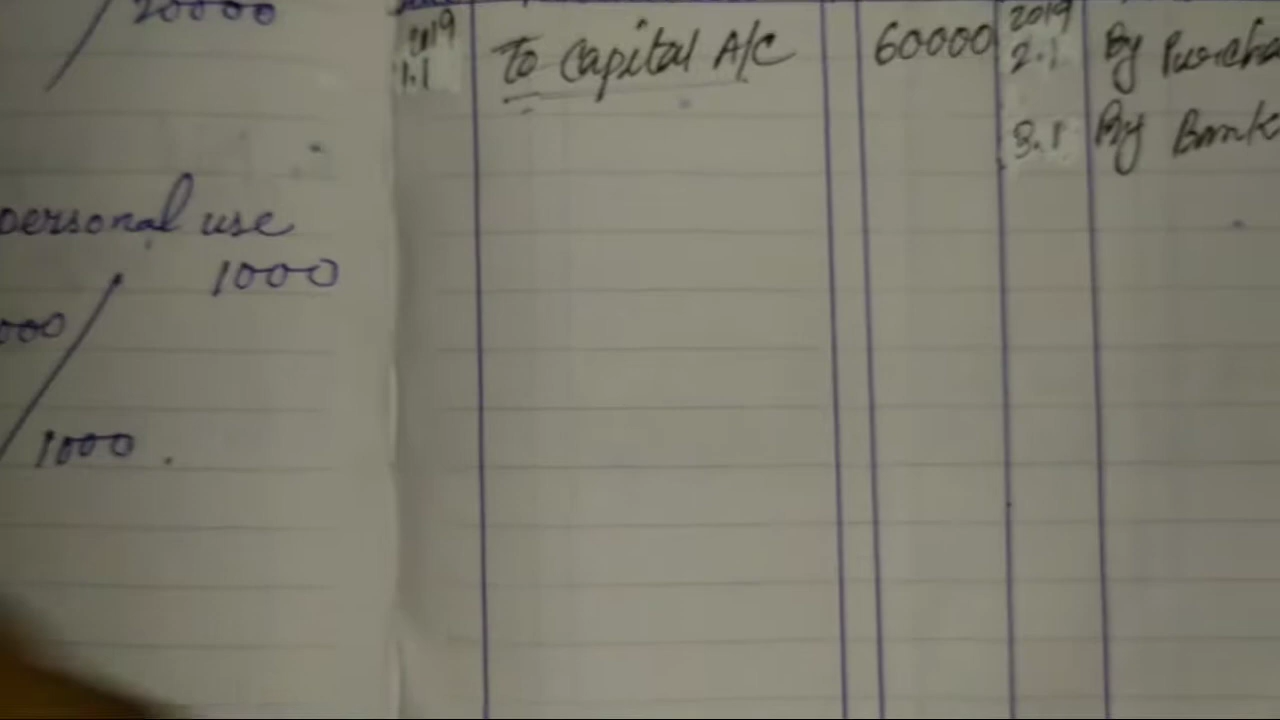 20000
personal use
1000
000
1000 .
2019
1.1 To Capital A/C 60000
2019
2.1 By
3.1 By Bank